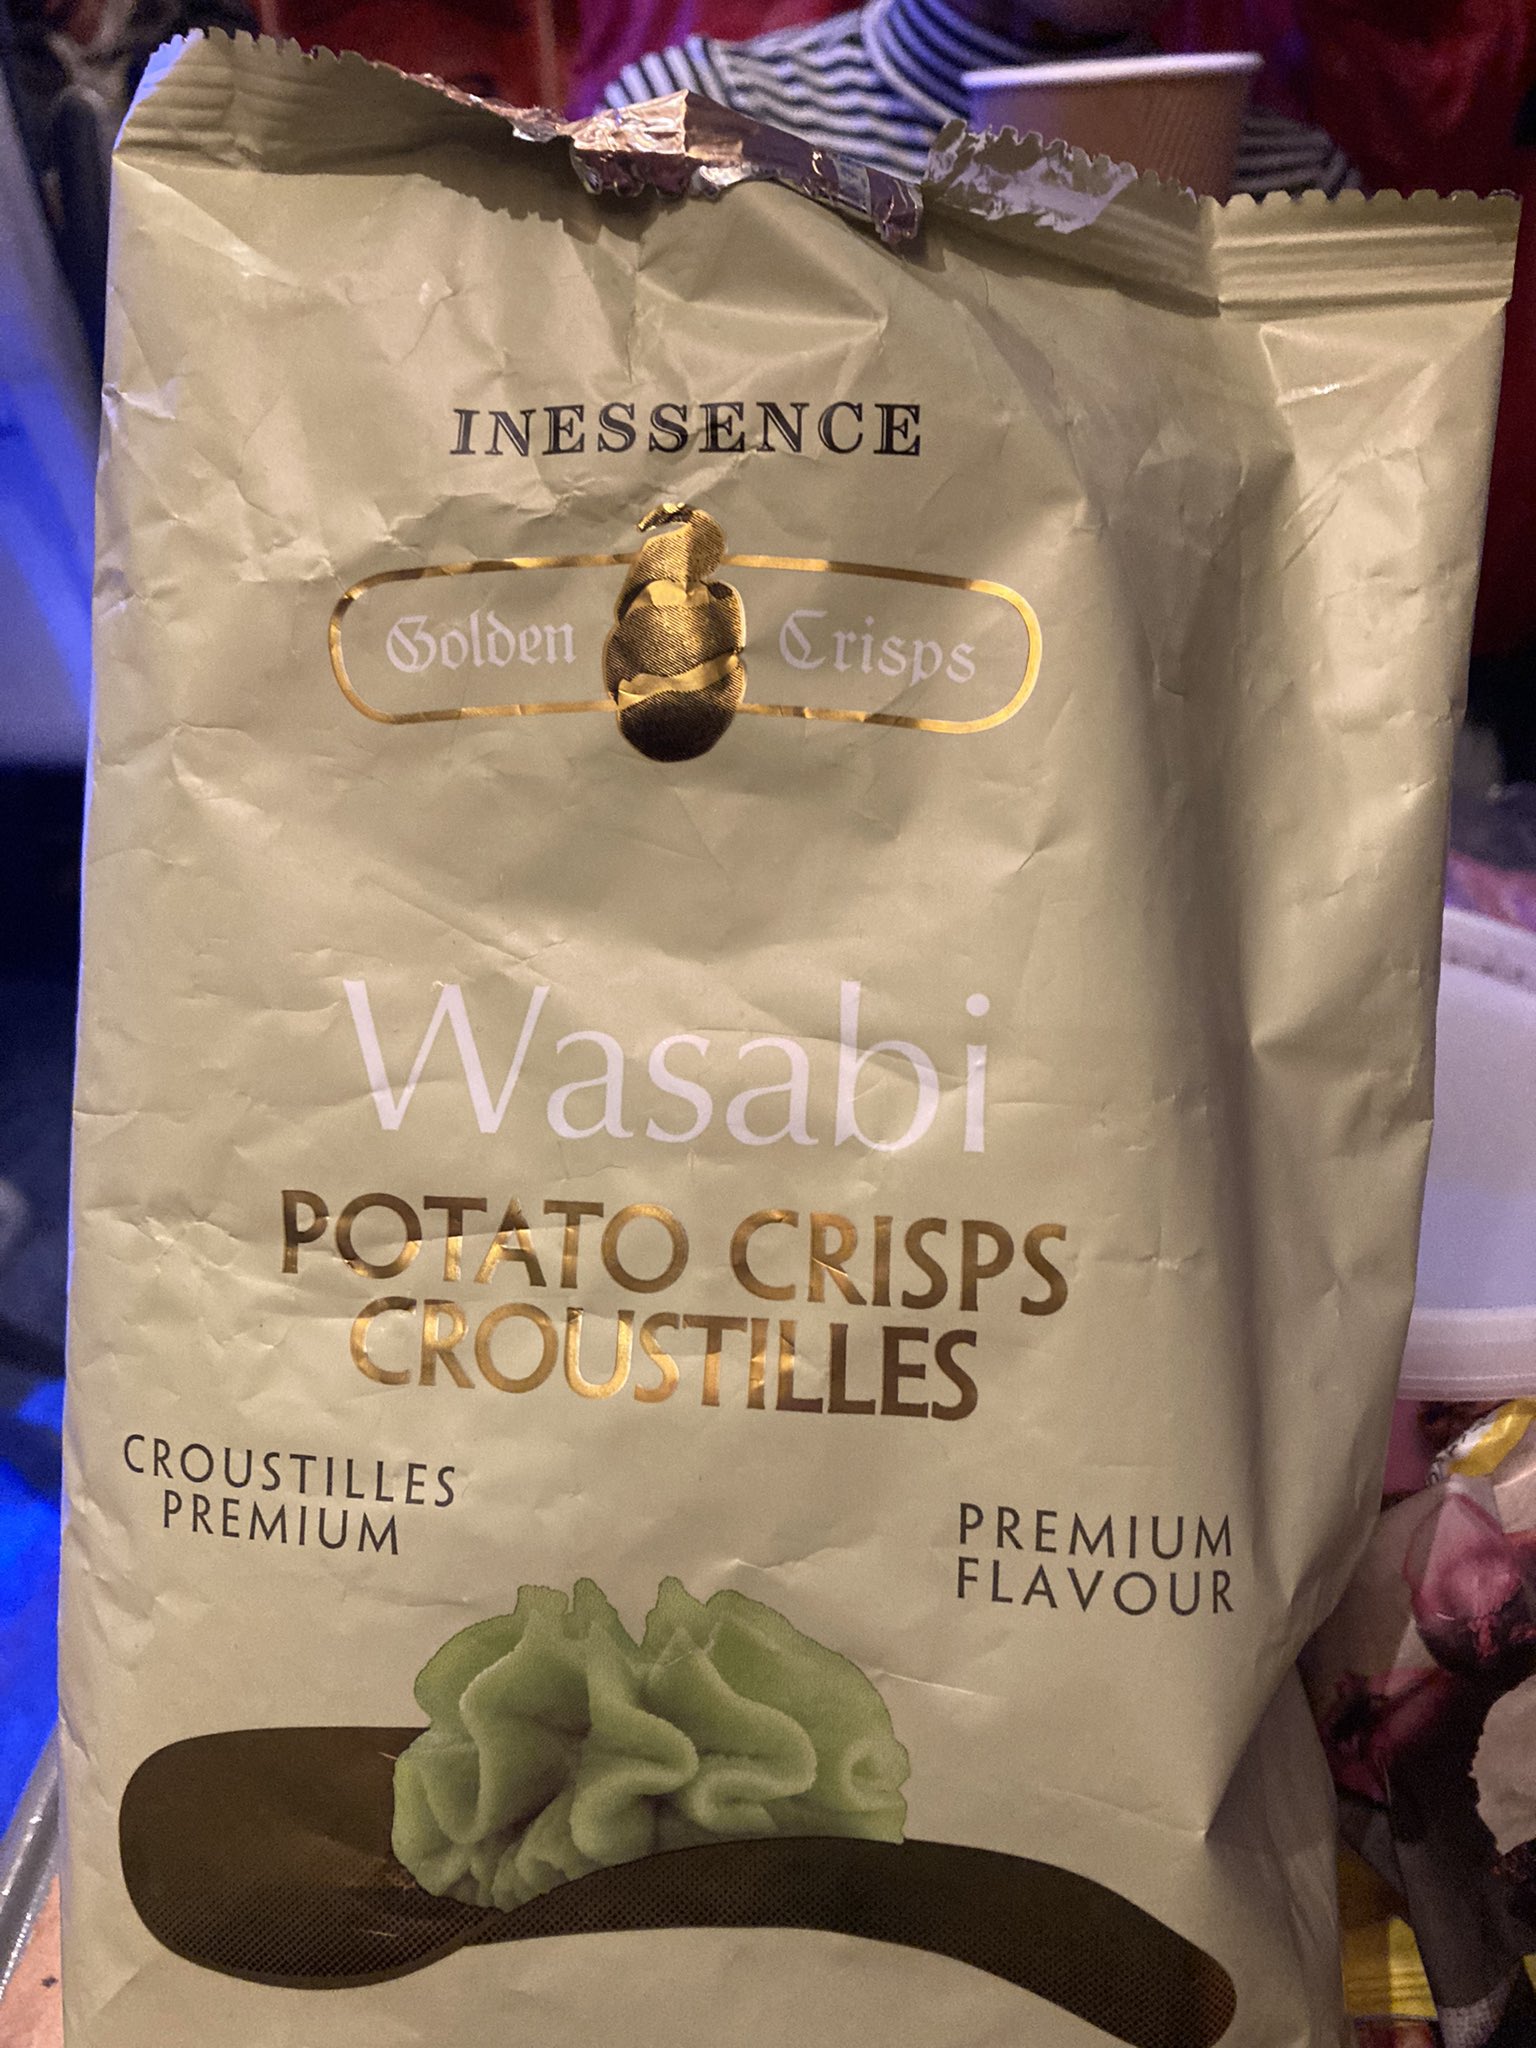 INESSENCE
Golden Crisps
Wasabi
POTATO CRISPS
CROUSTILLES
CROUSTILLES
PREMIUM
PREMIUM
FLAVOUR